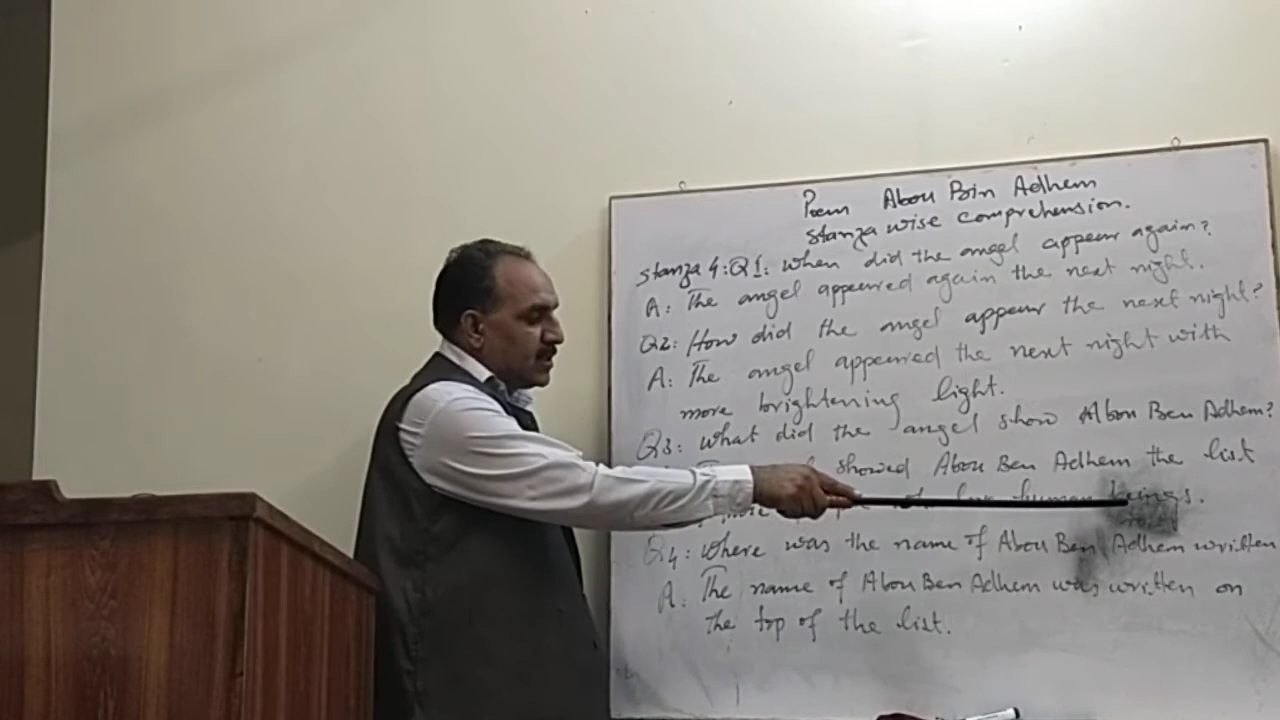 Poem Abou Bin Adhem
stanza wise comprehension.
stanza 4: Q1: when did the angel appear again?
A: The angel appeared again the next night.
Q2: How did the angel appear the next night?
A: The angel appeared the next night with
more brightening light.
Q3: what did the angel show Abou Ben Adhem?
showed Abou Ben Adhem the list
human beings.
Q4: where was the name of Abou Ben Adhem written
A: The name of Abou Ben Adhem was written on
the top of the list.